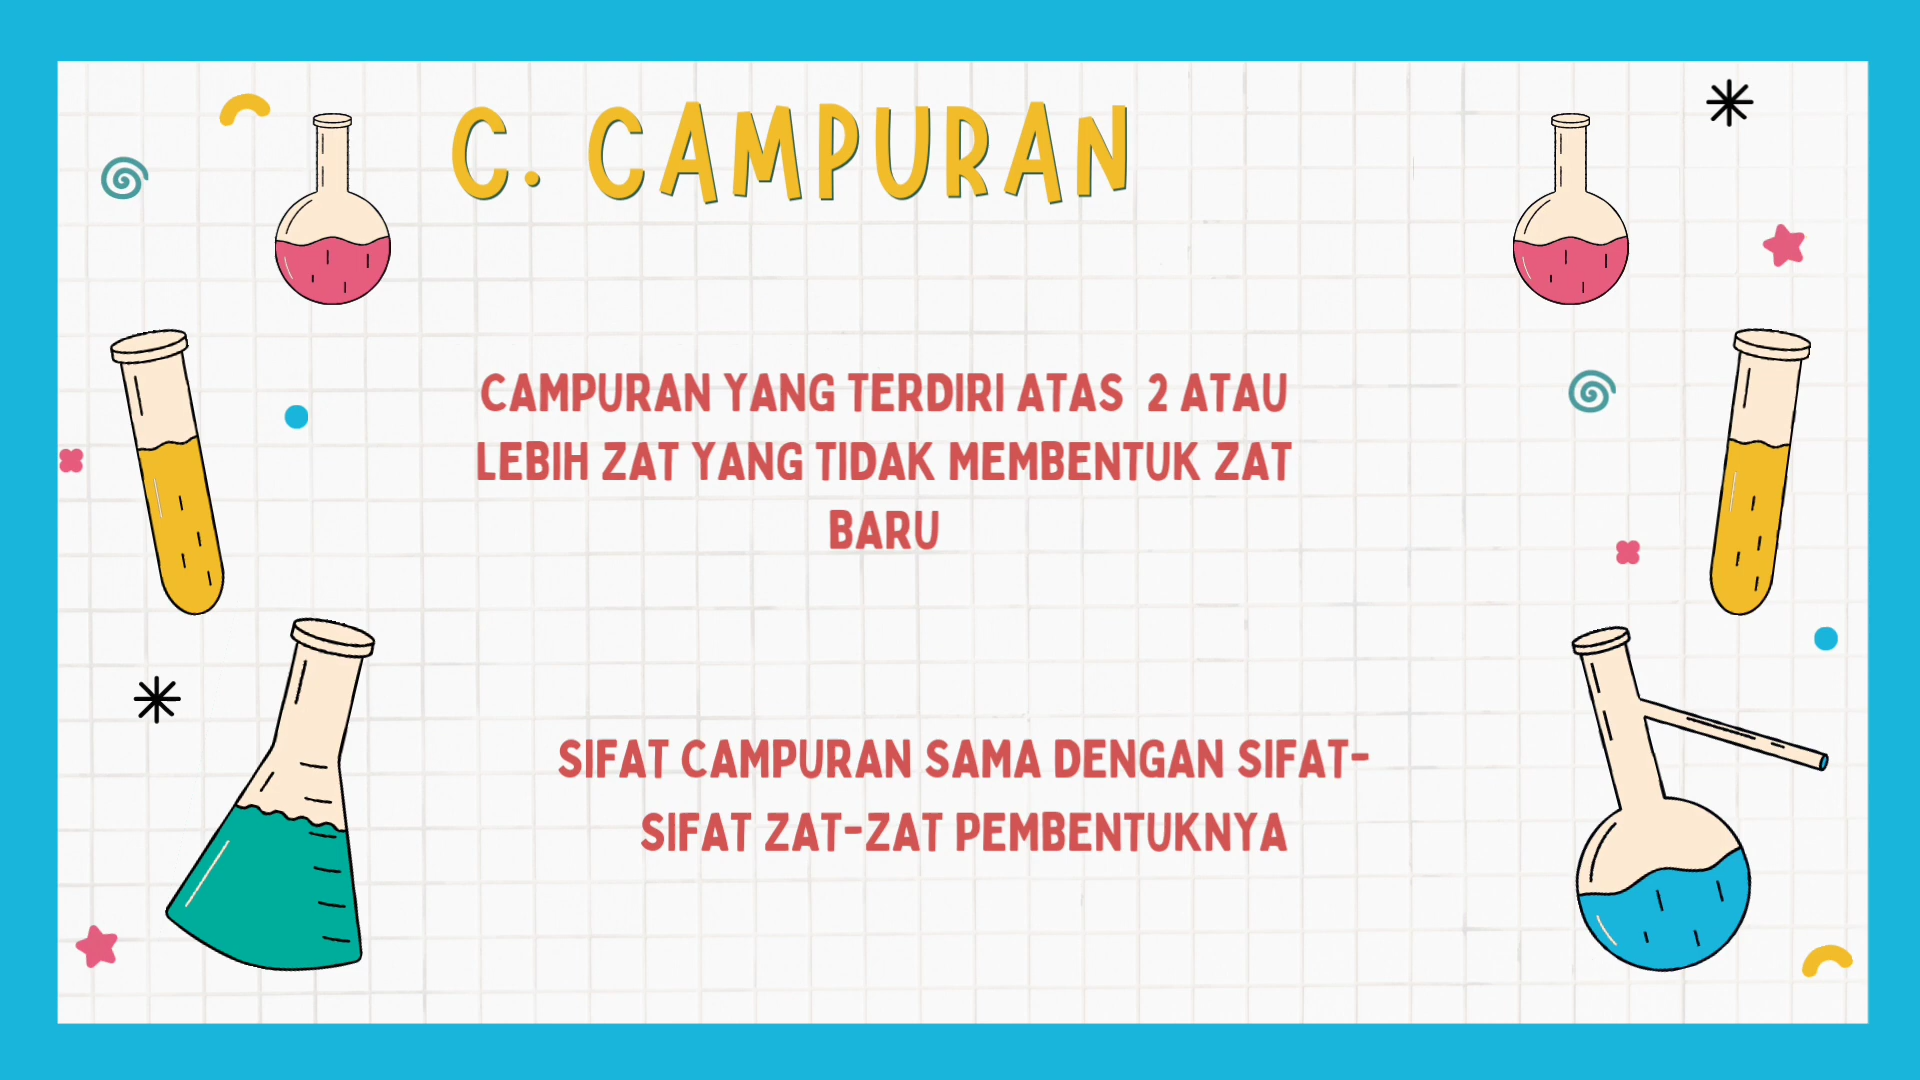 C. CAMPURAN
CAMPURAN YANG TERDIRI ATAS 2 ATAU
LEBIH ZAT YANG TIDAK MEMBENTUK ZAT
BARU
SIFAT CAMPURAN SAMA DENGAN SIFAT-
SIFAT ZAT-ZAT PEMBENTUKNYA